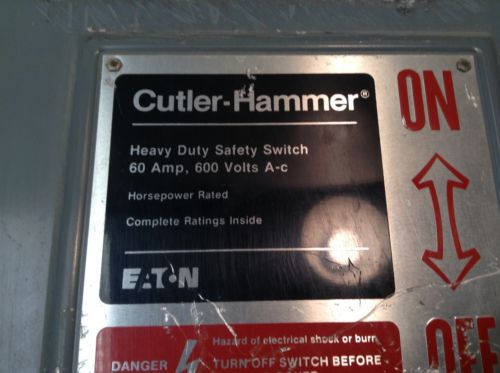 Cutler-Hammer®
ON
Heavy Duty Safety Switch
60 Amp, 600 Volts A-c
Horsepower Rated
Complete Ratings Inside
EAT•N
OFF
Hazard of electrical shock or burn
DANGER
TURN OFF SWITCH BEFORE